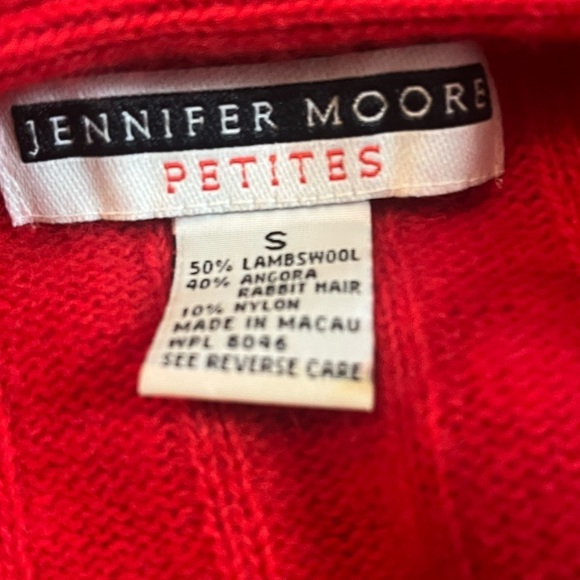 JENNIFER MOORE
PETITES
S
50% LAMBSWOOL
40% ANGORA
RABBIT HAIR
10% NYLON
MADE IN MACAU
WPL 8046
SEE REVERSE CARE